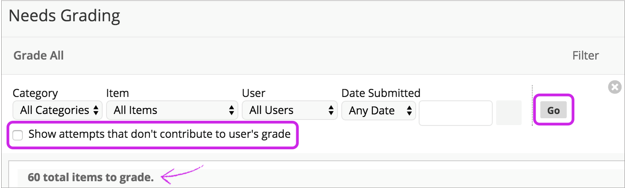 Needs Grading
Grade All Filter
Category Item User Date Submitted
All Categories All Items All Users Any Date Go
Show attempts that don't contribute to user's grade
60 total items to grade.